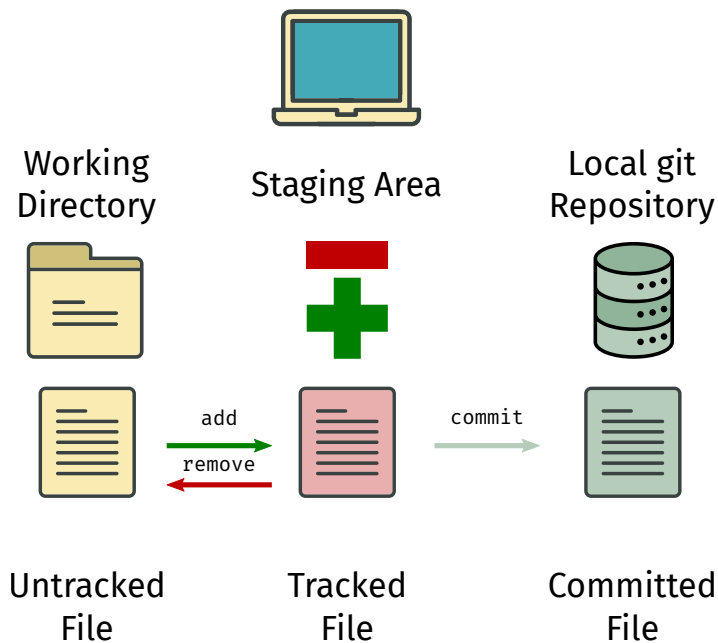 Working
Directory
Staging Area
Local git
Repository
add
remove
commit
Untracked
File
Tracked
File
Committed
File